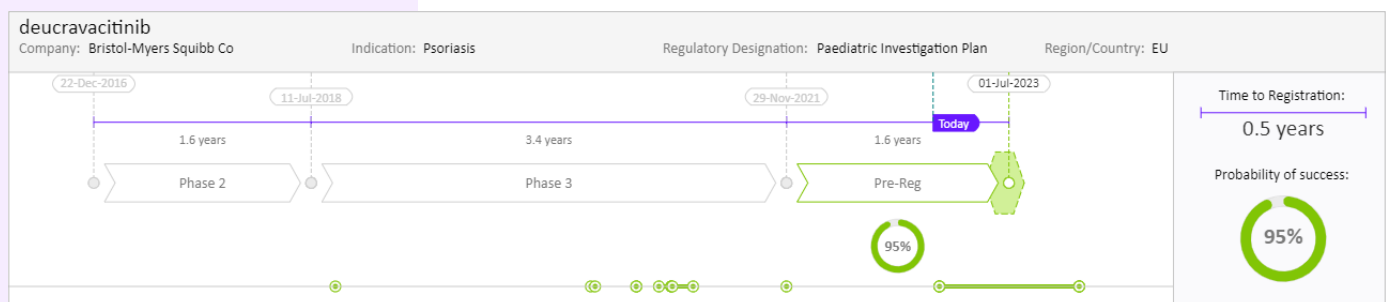 deucravacitinib
Company: Bristol-Myers Squibb Co Indication: Psoriasis Regulatory Designation: Paediatric Investigation Plan Region/Country: EU
22-Dec-2016
11-Jul-2018
29-Nov-2021
01-Jul-2023
Today
1.6 years
3.4 years
1.6 years
Phase 2
Phase 3
Pre-Reg
95%
Time to Registration:
0.5 years
Probability of success:
95%